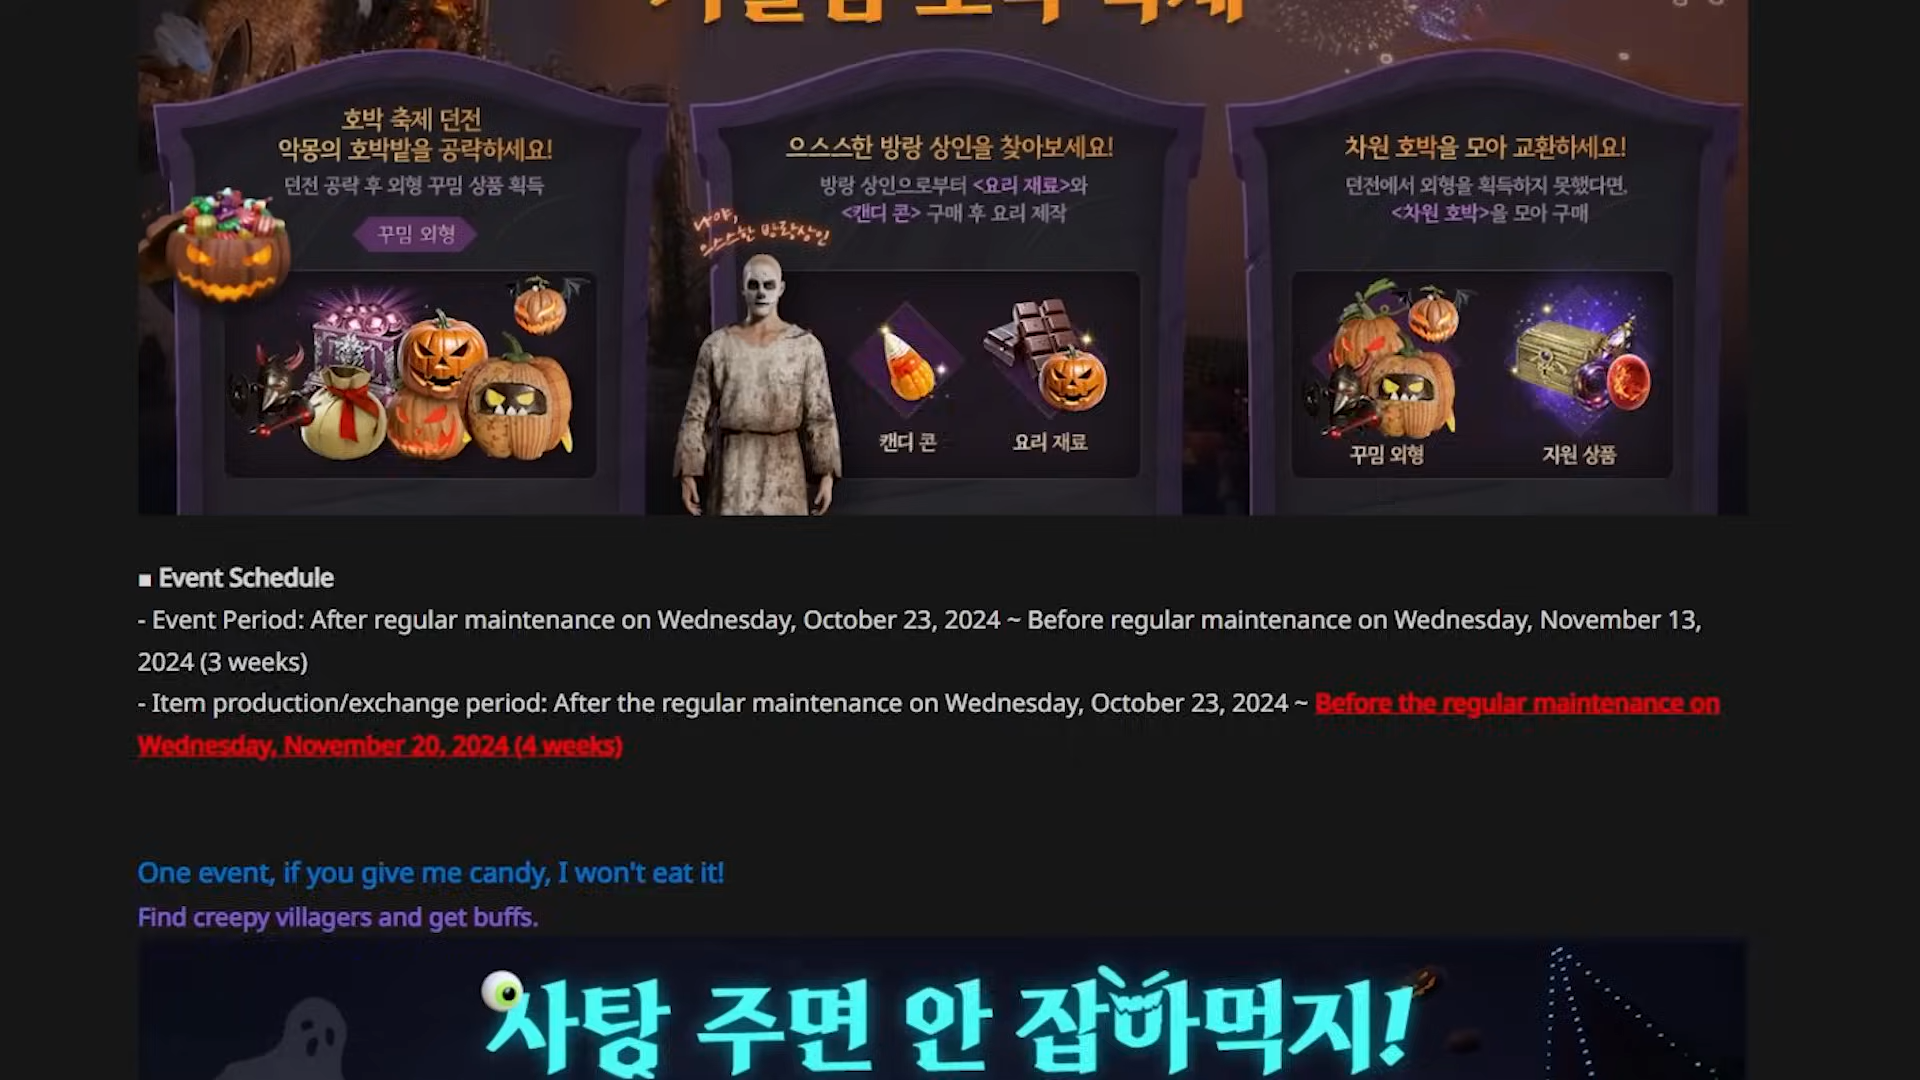 호박 축제 던전
악몽의 호박밭을 공략하세요!
던전 공략 후 외형 꾸밈 상품 획득
꾸밈 외형
으스스한 방랑 상인을 찾아보세요!
방랑 상인으로부터 <요리 재료>와
<캔디 콘> 구매 후 요리 제작
나야,
으스스한 방랑상인
캔디 콘
요리 재료
차원 호박을 모아 교환하세요!
던전에서 외형을 획득하지 못했다면,
<차원 호박>을 모아 구매
꾸밈 외형
지원 상품
■ Event Schedule
- Event Period: After regular maintenance on Wednesday, October 23, 2024 ~ Before regular maintenance on Wednesday, November 13,
2024 (3 weeks)
- Item production/exchange period: After the regular maintenance on Wednesday, October 23, 2024 ~ Before the regular maintenance on
Wednesday, November 20, 2024 (4 weeks)
One event, if you give me candy, I won't eat it!
Find creepy villagers and get buffs.
사탕 주면 안 잡아먹지!